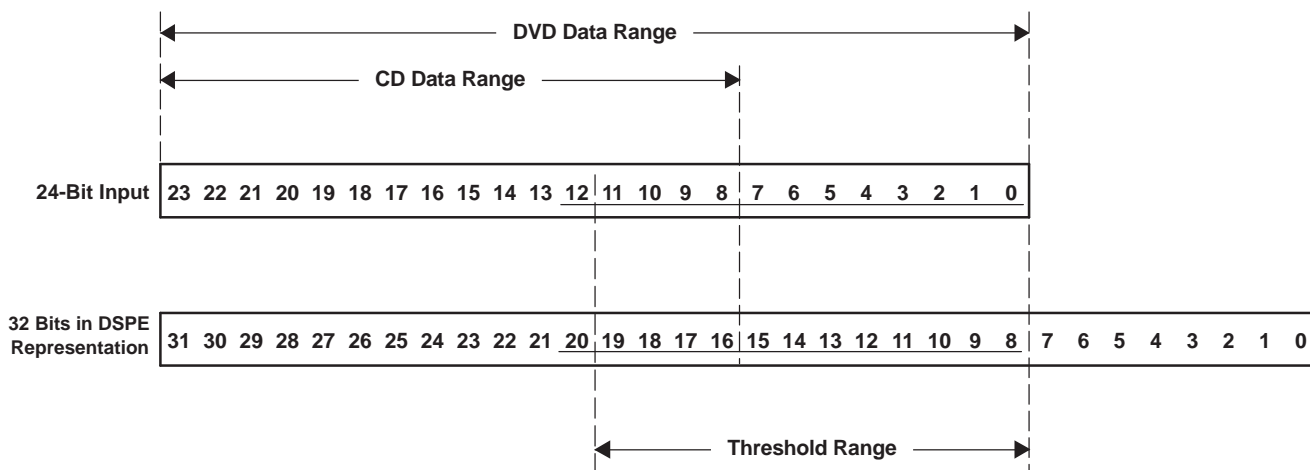 DVD Data Range
CD Data Range
24-Bit Input 23 22 21 20 19 18 17 16 15 14 13 12 11 10 9 8 7 6 5 4 3 2 1 0
32 Bits in DSPE
Representation
31 30 29 28 27 26 25 24 23 22 21 20 19 18 17 16 15 14 13 12 11 10 9 8 7 6 5 4 3 2 1 0
Threshold Range